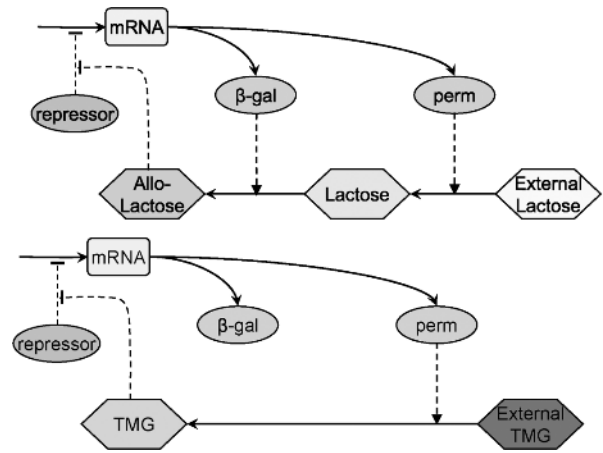 mRNA
β-gal
perm
repressor
Allo-
Lactose
Lactose
External
Lactose
mRNA
β-gal
perm
repressor
TMG
External
TMG